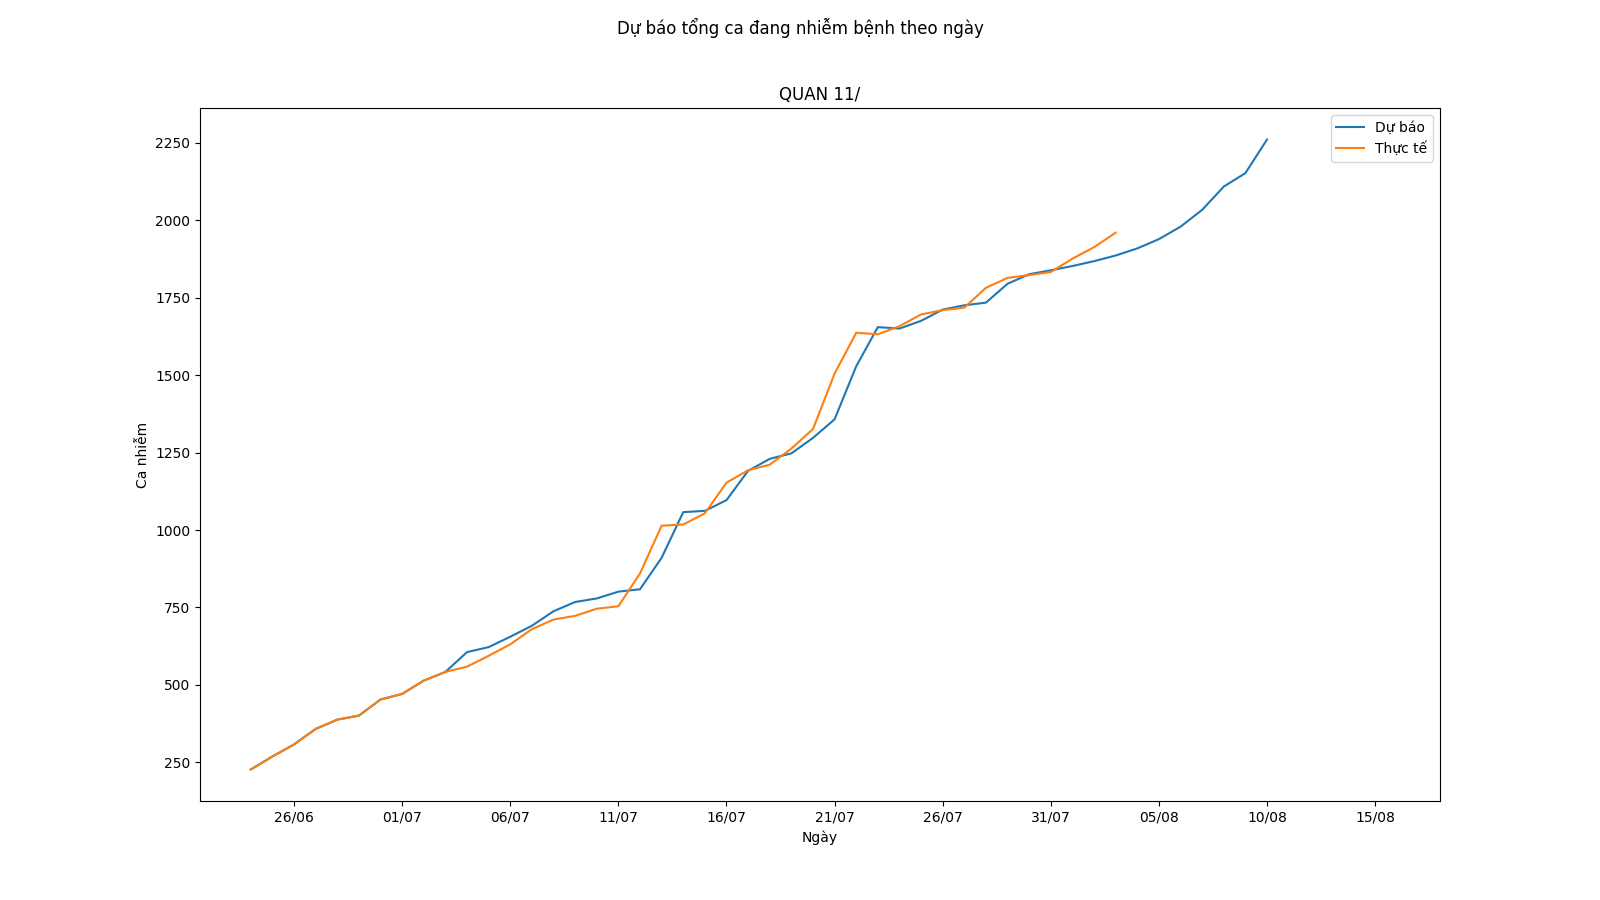 Dự báo tổng ca đang nhiễm bệnh theo ngày
QUAN 11/
Dự báo
Thực tế
2250
2000
1750
1500
1250
1000
750
500
250
Ca nhiễm
26/06 01/07 06/07 11/07 16/07 21/07 26/07 31/07 05/08 10/08 15/08
Ngày